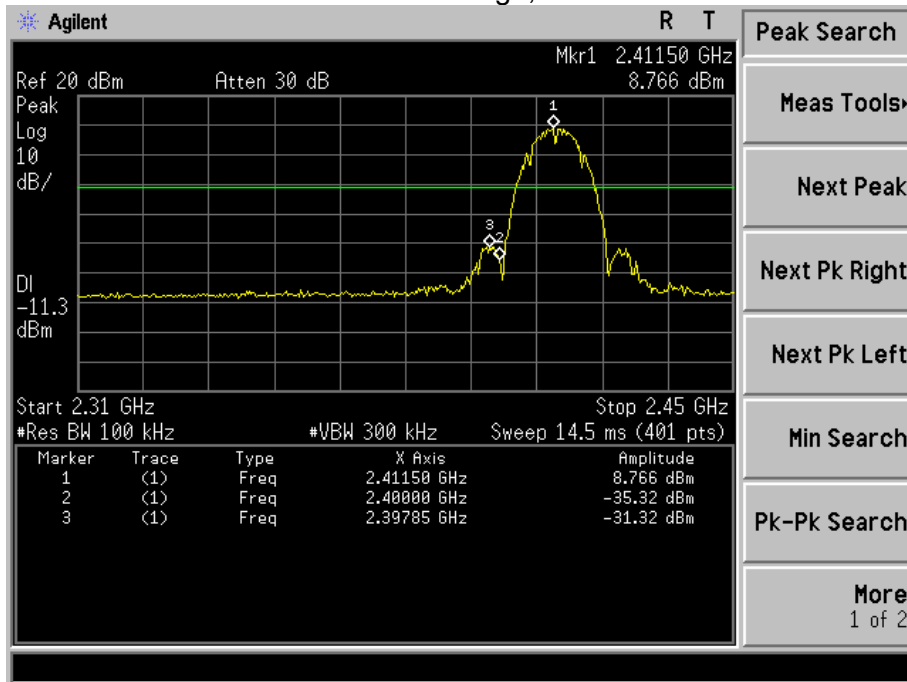 Agilent R T
Mkr1 2.41150 GHz
Ref 20 dBm Atten 30 dB 8.766 dBm
Peak
Log
10
dB/
DI
-11.3
dBm
1
3
2
Start 2.31 GHz Stop 2.45 GHz
#Res BW 100 kHz #VBW 300 kHz Sweep 14.5 ms (401 pts)
Marker Trace Type X Axis Amplitude
1 (1) Freq 2.41150 GHz 8.766 dBm
2 (1) Freq 2.40000 GHz -35.32 dBm
3 (1) Freq 2.39785 GHz -31.32 dBm
Peak Search
Meas Tools
Next Peak
Next Pk Right
Next Pk Left
Min Search
Pk-Pk Search
More
1 of 2